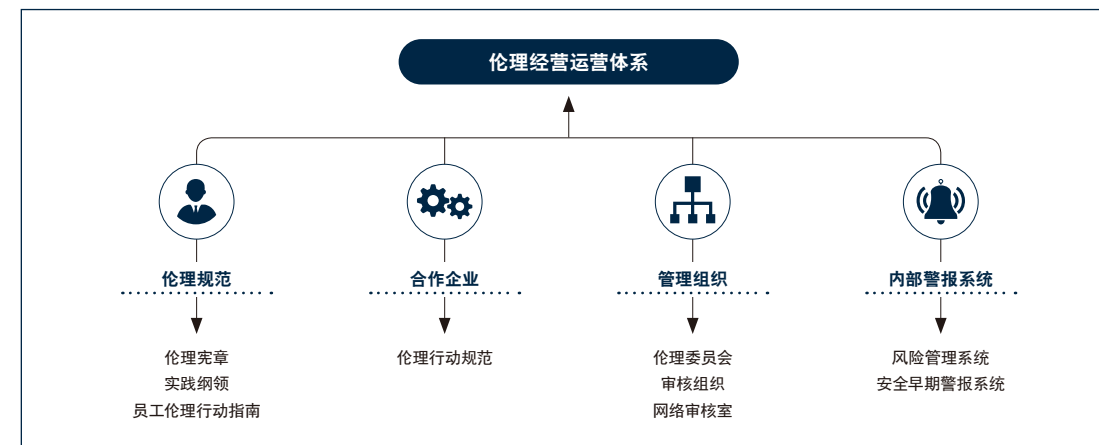 伦理经营运营体系
伦理规范
合作企业
管理组织
内部警报系统
伦理宪章
实践纲领
员工伦理行动指南
伦理行动规范
伦理委员会
审核组织
网络审核室
风险管理系统
安全早期警报系统